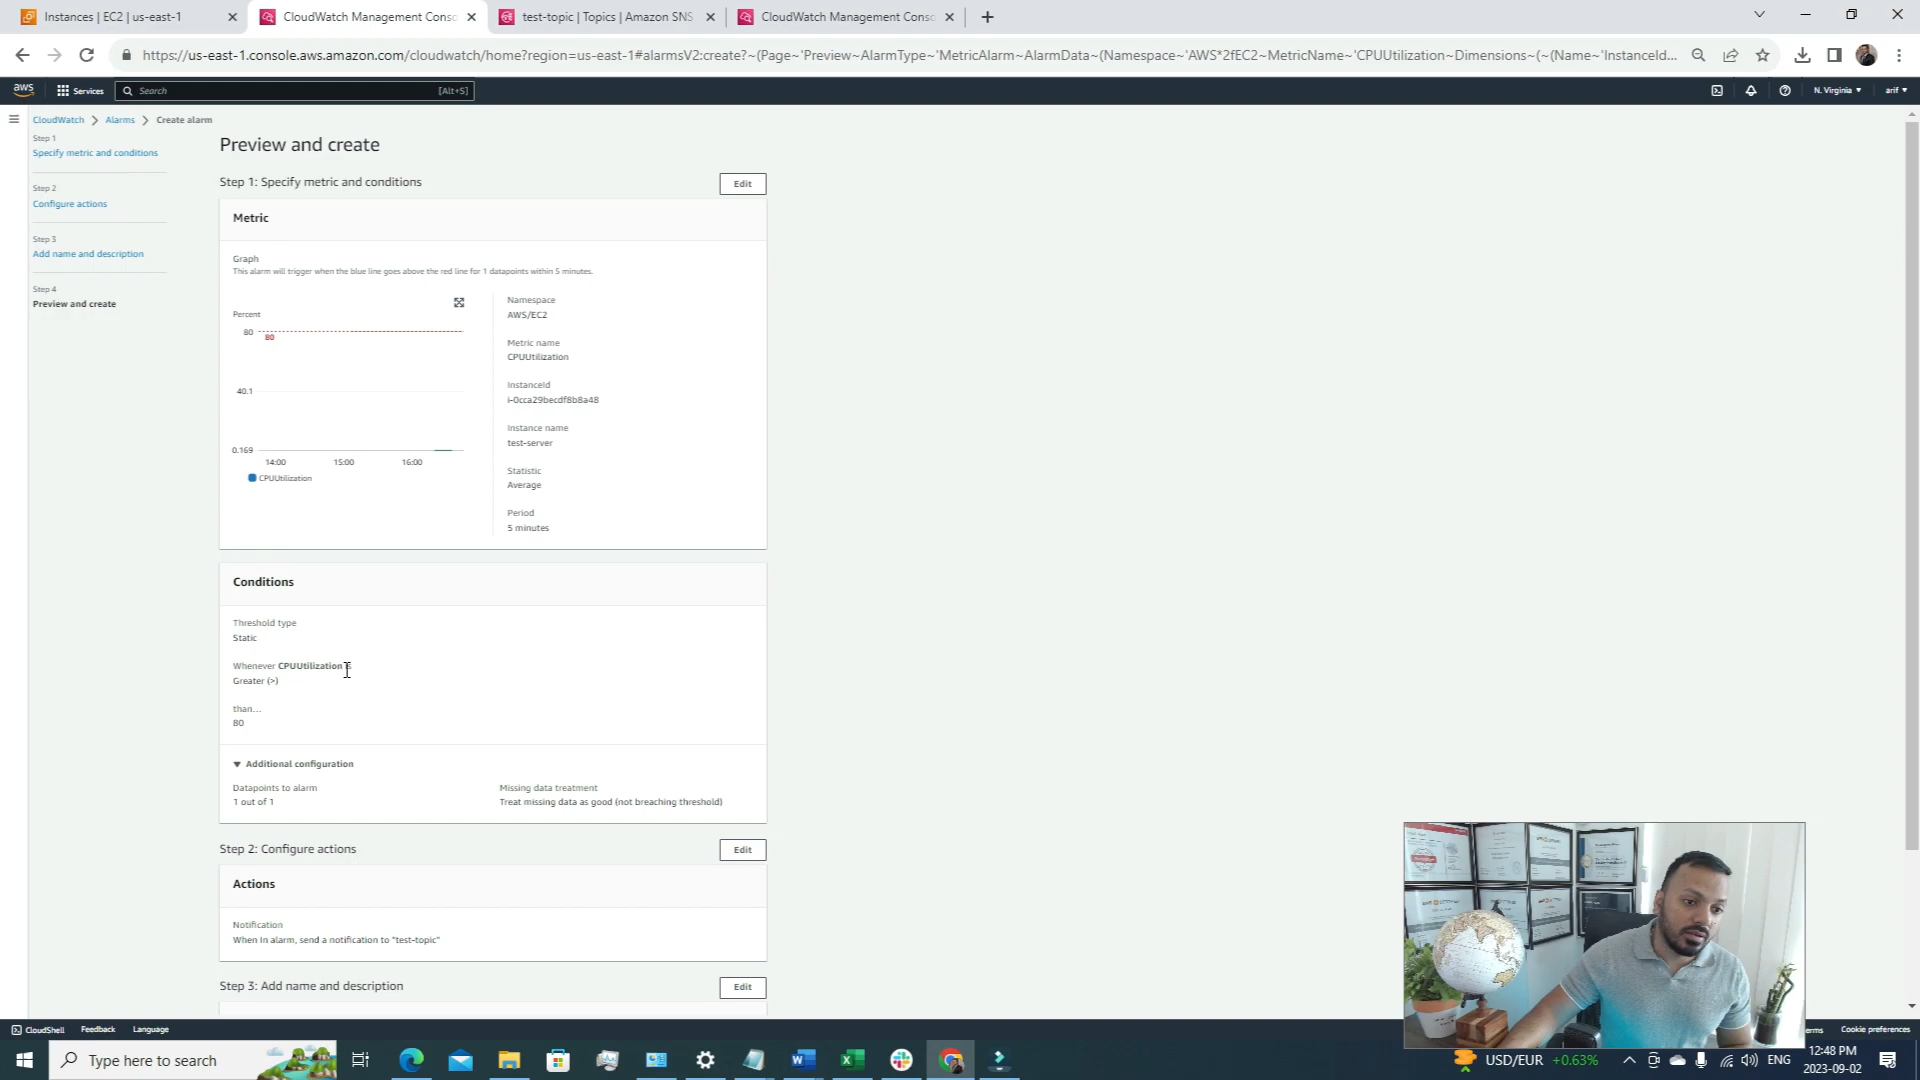 Instances | EC2 | us-east-1
CloudWatch Management Conso
test-topic | Topics | Amazon SNS
CloudWatch Management Conso
https://us-east-1.console.aws.amazon.com/cloudwatch/home?region=us-east-1#alarmsV2:create?~(Page~'Preview~AlarmType~'MetricAlarm~AlarmData~(Namespace~'AWS*2fEC2~MetricName~'CPUUtilization~Dimensions~(~(Name~'InstanceId...
aws
Services
Search
[Alt+S]
N. Virginia
arif
CloudWatch
Alarms
Create alarm
Step 1
Specify metric and conditions
Step 2
Configure actions
Step 3
Add name and description
Step 4
Preview and create
Preview and create
Step 1: Specify metric and conditions
Edit
Metric
Graph
This alarm will trigger when the blue line goes above the red line for 1 datapoints within 5 minutes.
Percent
80
80
40.1
0.169
14:00
15:00
16:00
CPUUtilization
Namespace
AWS/EC2
Metric name
CPUUtilization
InstanceId
i-0cca29becdf8b8a48
Instance name
test-server
Statistic
Average
Period
5 minutes
Conditions
Threshold type
Static
Whenever CPUUtilization is
Greater (>)
than...
80
Additional configuration
Datapoints to alarm
1 out of 1
Missing data treatment
Treat missing data as good (not breaching threshold)
Step 2: Configure actions
Edit
Actions
Notification
When In alarm, send a notification to "test-topic"
Step 3: Add name and description
Edit
CloudShell
Feedback
Language
erms
Cookie preferences
Type here to search
USD/EUR +0.63%
ENG
12:48 PM
2023-09-02